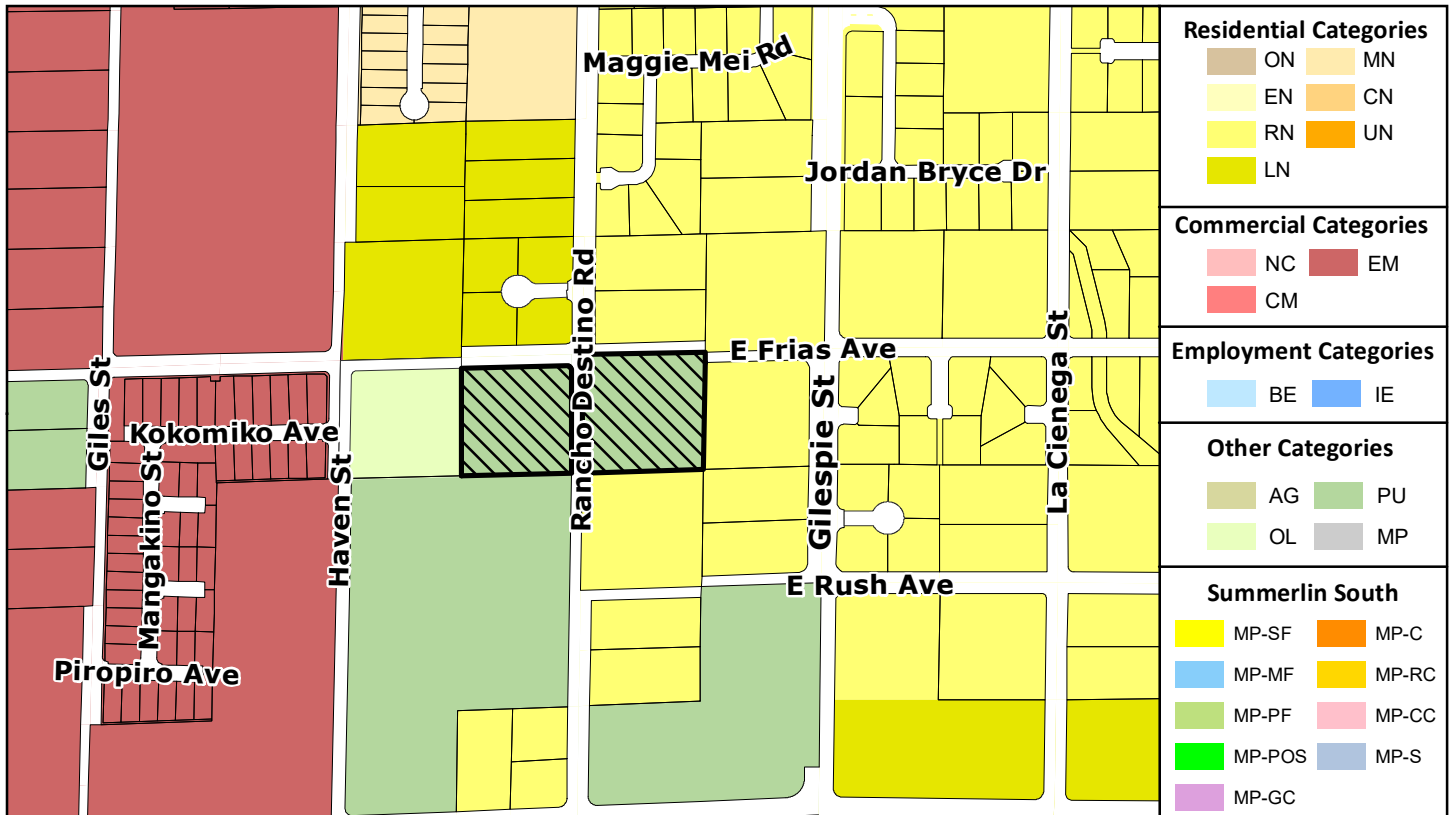 Maggie Mei Rd
Jordan Bryce Dr
Rancho Destino Rd
E Frias Ave
Giles St
Kokomiko Ave
Haven St
Mangakino St
Gilespie St
La Cienega St
E Rush Ave
Piropiro Ave
Residential Categories
ON MN
EN CN
RN UN
LN
Commercial Categories
NC EM
CM
Employment Categories
BE IE
Other Categories
AG PU
OL MP
Summerlin South
MP-SF MP-C
MP-MF MP-RC
MP-PF MP-CC
MP-POS MP-S
MP-GC